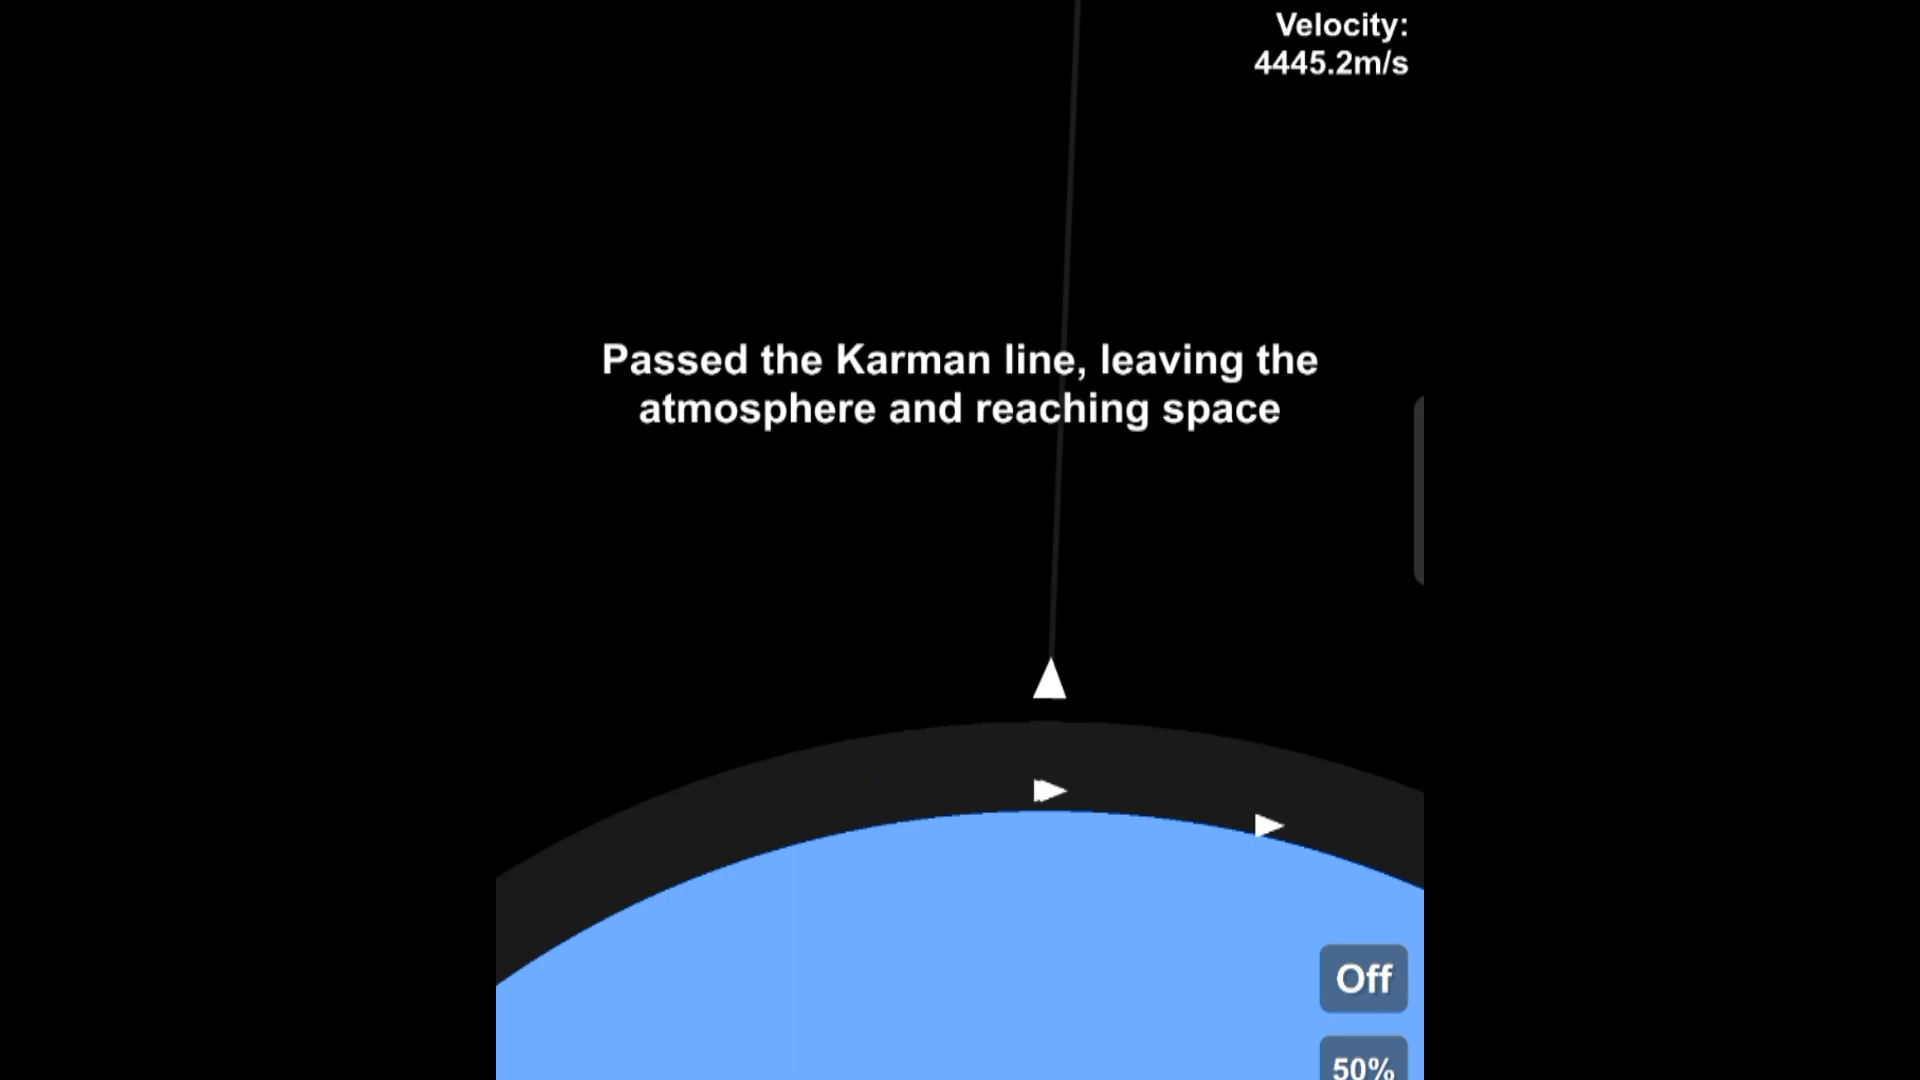 Velocity:
4445.2m/s
Passed the Karman line, leaving the
atmosphere and reaching space
Off
50%